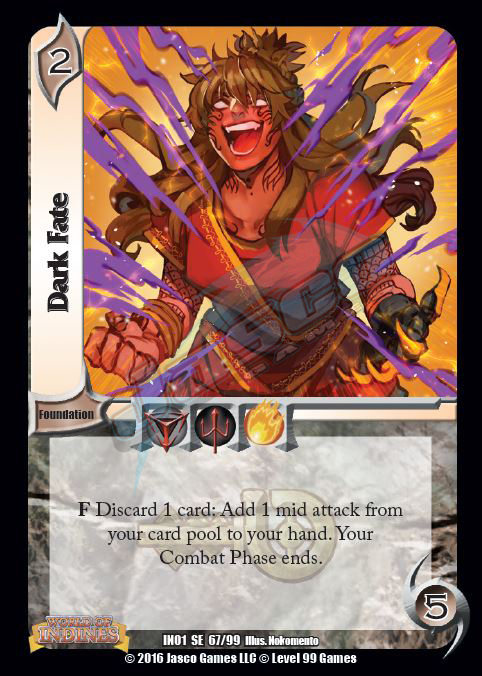 2
Dark Fate
Foundation
F Discard 1 card: Add 1 mid attack from
your card pool to your hand. Your
Combat Phase ends.
5
WORLD OF
INDINES
IN01 SE 67/99 Illus. Nokomento
© 2016 Jasco Games LLC © Level 99 Games